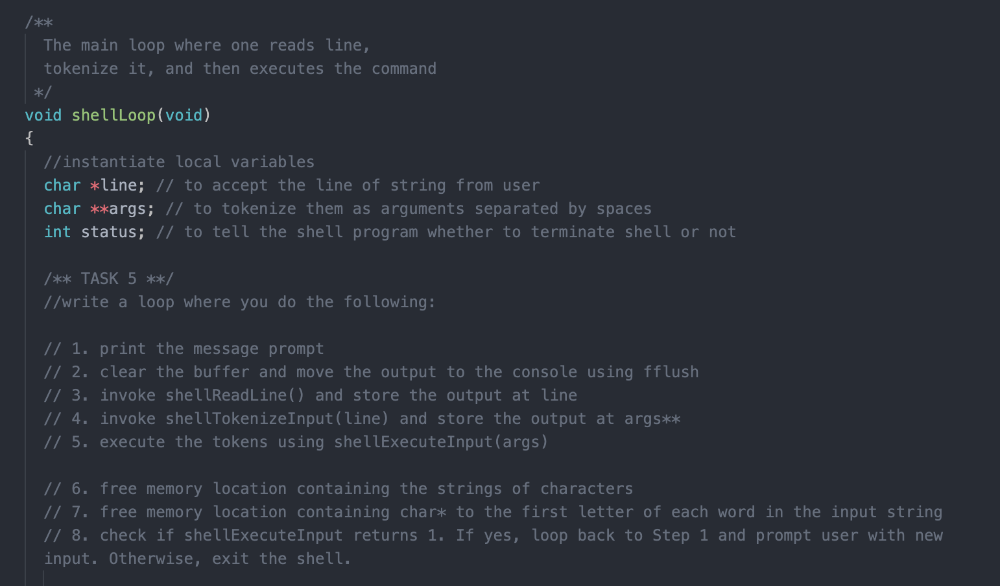 /**
The main loop where one reads line,
tokenize it, and then executes the command
*/
void shellLoop(void)
{
//instantiate local variables
char *line; // to accept the line of string from user
char **args; // to tokenize them as arguments separated by spaces
int status; // to tell the shell program whether to terminate shell or not
/** TASK 5 **/
//write a loop where you do the following:
// 1. print the message prompt
// 2. clear the buffer and move the output to the console using fflush
// 3. invoke shellReadLine() and store the output at line
// 4. invoke shellTokenizeInput(line) and store the output at args**
// 5. execute the tokens using shellExecuteInput(args)
// 6. free memory location containing the strings of characters
// 7. free memory location containing char* to the first letter of each word in the input string
// 8. check if shellExecuteInput returns 1. If yes, loop back to Step 1 and prompt user with new
input. Otherwise, exit the shell.